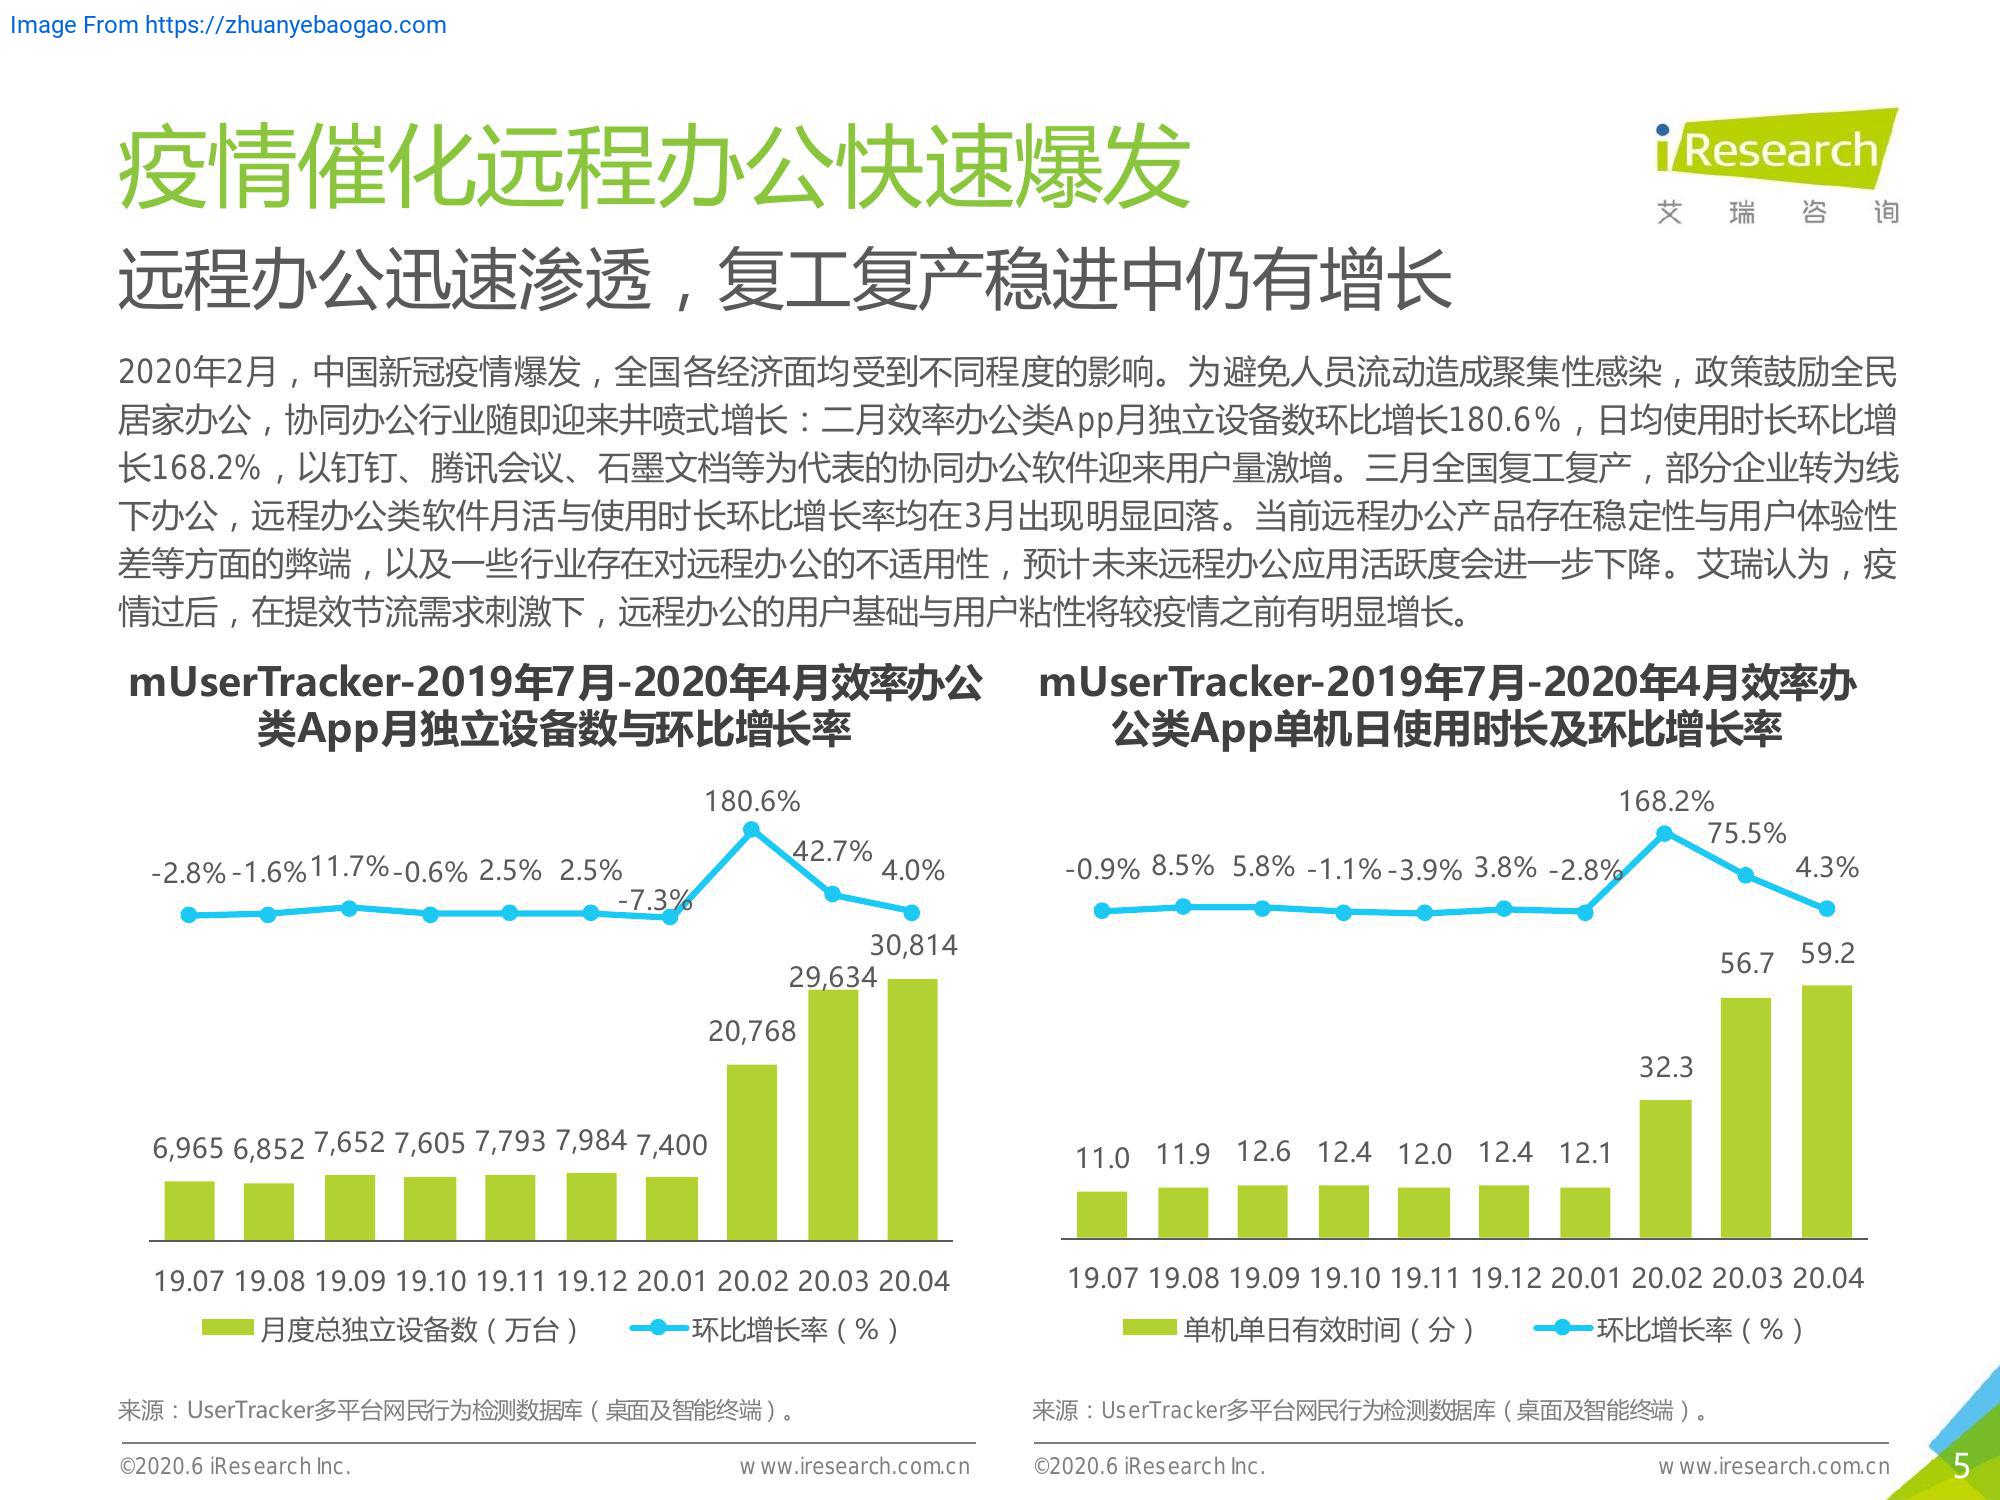 Image From https://zhuanyebaogao.com
疫情催化远程办公快速爆发
iResearch
艾瑞咨询
远程办公迅速渗透，复工复产稳进中仍有增长
2020年2月，中国新冠疫情爆发，全国各经济面均受到不同程度的影响。为避免人员流动造成聚集性感染，政策鼓励全民
居家办公，协同办公行业随即迎来井喷式增长：二月效率办公类App月独立设备数环比增长180.6%，日均使用时长环比增
长168.2%，以钉钉、腾讯会议、石墨文档等为代表的协同办公软件迎来用户量激增。三月全国复工复产，部分企业转为线
下办公，远程办公类软件月活与使用时长环比增长率均在3月出现明显回落。当前远程办公产品存在稳定性与用户体验性
差等方面的弊端，以及一些行业存在对远程办公的不适用性，预计未来远程办公应用活跃度会进一步下降。艾瑞认为，疫
情过后，在提效节流需求刺激下，远程办公的用户基础与用户粘性将较疫情之前有明显增长。
mUserTracker-2019年7月-2020年4月效率办公
类App月独立设备数与环比增长率
180.6%
-2.8% -1.6% 11.7% -0.6% 2.5% 2.5% -7.3% 42.7% 4.0%
6,965 6,852 7,652 7,605 7,793 7,984 7,400 20,768 29,634 30,814
19.07 19.08 19.09 19.10 19.11 19.12 20.01 20.02 20.03 20.04
月度总独立设备数（万台） 环比增长率（%）
来源：UserTracker多平台网民行为检测数据库（桌面及智能终端）。
©2020.6 iResearch Inc. www.iresearch.com.cn
mUserTracker-2019年7月-2020年4月效率办
公类App单机日使用时长及环比增长率
168.2%
-0.9% 8.5% 5.8% -1.1% -3.9% 3.8% -2.8% 75.5% 4.3%
11.0 11.9 12.6 12.4 12.0 12.4 12.1 32.3 56.7 59.2
19.07 19.08 19.09 19.10 19.11 19.12 20.01 20.02 20.03 20.04
单机单日有效时间（分） 环比增长率（%）
来源：UserTracker多平台网民行为检测数据库（桌面及智能终端）。
©2020.6 iResearch Inc. www.iresearch.com.cn
5